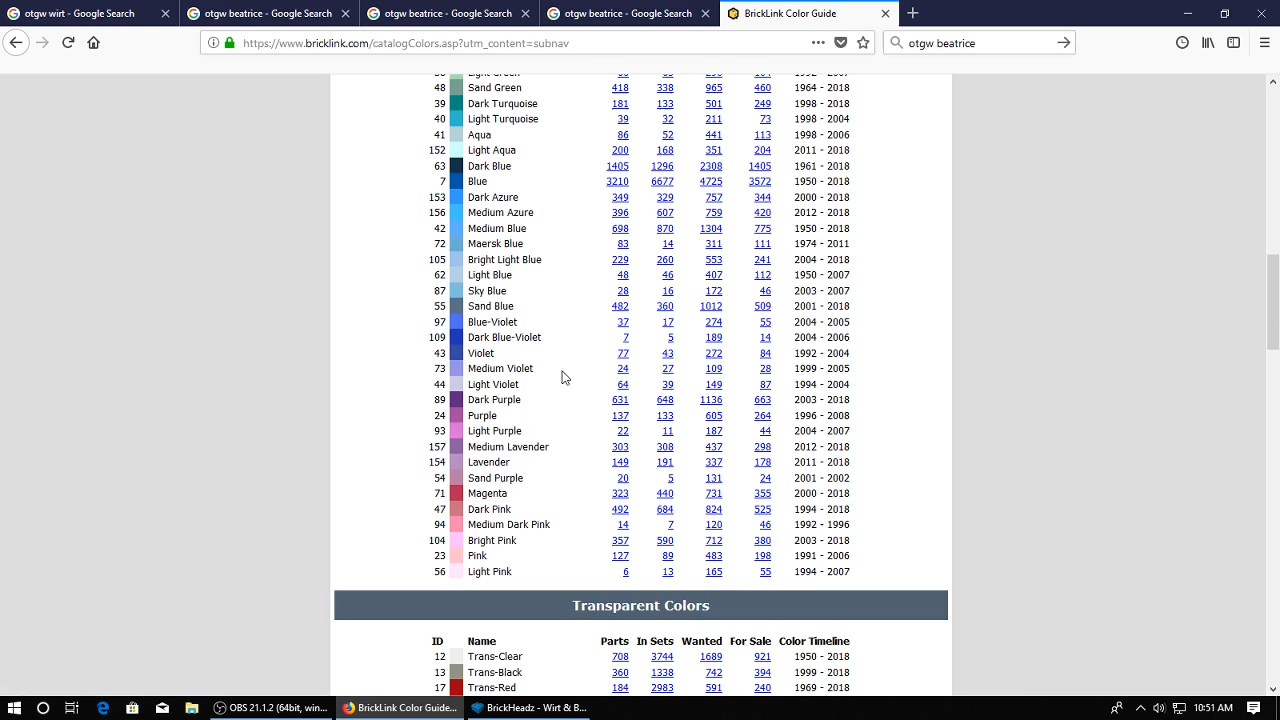 otgw wirt - Google Search
otgw beatrice - Google Search
otgw beatrice - Google Search
otgw beatrice - Google Search
BrickLink Color Guide
https://www.bricklink.com/catalogColors.asp?utm_content=subnav
otgw beatrice
48 Sand Green 418 338 965 460 1964 - 2018
39 Dark Turquoise 181 133 501 249 1998 - 2018
40 Light Turquoise 39 32 211 73 1998 - 2004
41 Aqua 86 52 441 113 1998 - 2006
152 Light Aqua 200 168 351 204 2011 - 2018
63 Dark Blue 1405 1296 2308 1405 1961 - 2018
7 Blue 3210 6677 4725 3572 1950 - 2018
153 Dark Azure 349 329 757 344 2000 - 2018
156 Medium Azure 396 607 759 420 2012 - 2018
42 Medium Blue 698 870 1304 775 1950 - 2018
72 Maersk Blue 83 14 311 111 1974 - 2011
105 Bright Light Blue 229 260 553 241 2004 - 2018
62 Light Blue 48 46 407 112 1950 - 2007
87 Sky Blue 28 16 172 46 2003 - 2007
55 Sand Blue 482 360 1012 509 2001 - 2018
97 Blue-Violet 37 17 274 55 2004 - 2005
109 Dark Blue-Violet 7 5 189 14 2004 - 2006
43 Violet 77 43 272 84 1992 - 2004
73 Medium Violet 24 27 109 28 1999 - 2005
44 Light Violet 64 39 149 87 1994 - 2004
89 Dark Purple 631 648 1136 663 2003 - 2018
24 Purple 137 133 605 264 1996 - 2008
93 Light Purple 22 11 187 44 2004 - 2007
157 Medium Lavender 303 308 437 298 2012 - 2018
154 Lavender 149 191 337 178 2011 - 2018
54 Sand Purple 20 5 131 24 2001 - 2002
71 Magenta 323 440 731 355 2000 - 2018
47 Dark Pink 492 684 824 525 1994 - 2018
94 Medium Dark Pink 14 7 120 46 1992 - 1996
104 Bright Pink 357 590 712 380 2003 - 2018
23 Pink 127 89 483 198 1991 - 2006
56 Light Pink 6 13 165 55 1994 - 2007
Transparent Colors
ID Name Parts In Sets Wanted For Sale Color Timeline
12 Trans-Clear 708 3744 1689 921 1950 - 2018
13 Trans-Black 360 1338 742 394 1999 - 2018
17 Trans-Red 184 2983 591 240 1969 - 2018
OBS 21.1.2 (64bit, win...
BrickLink Color Guide...
BrickHeadz - Wirt & B...
10:51 AM